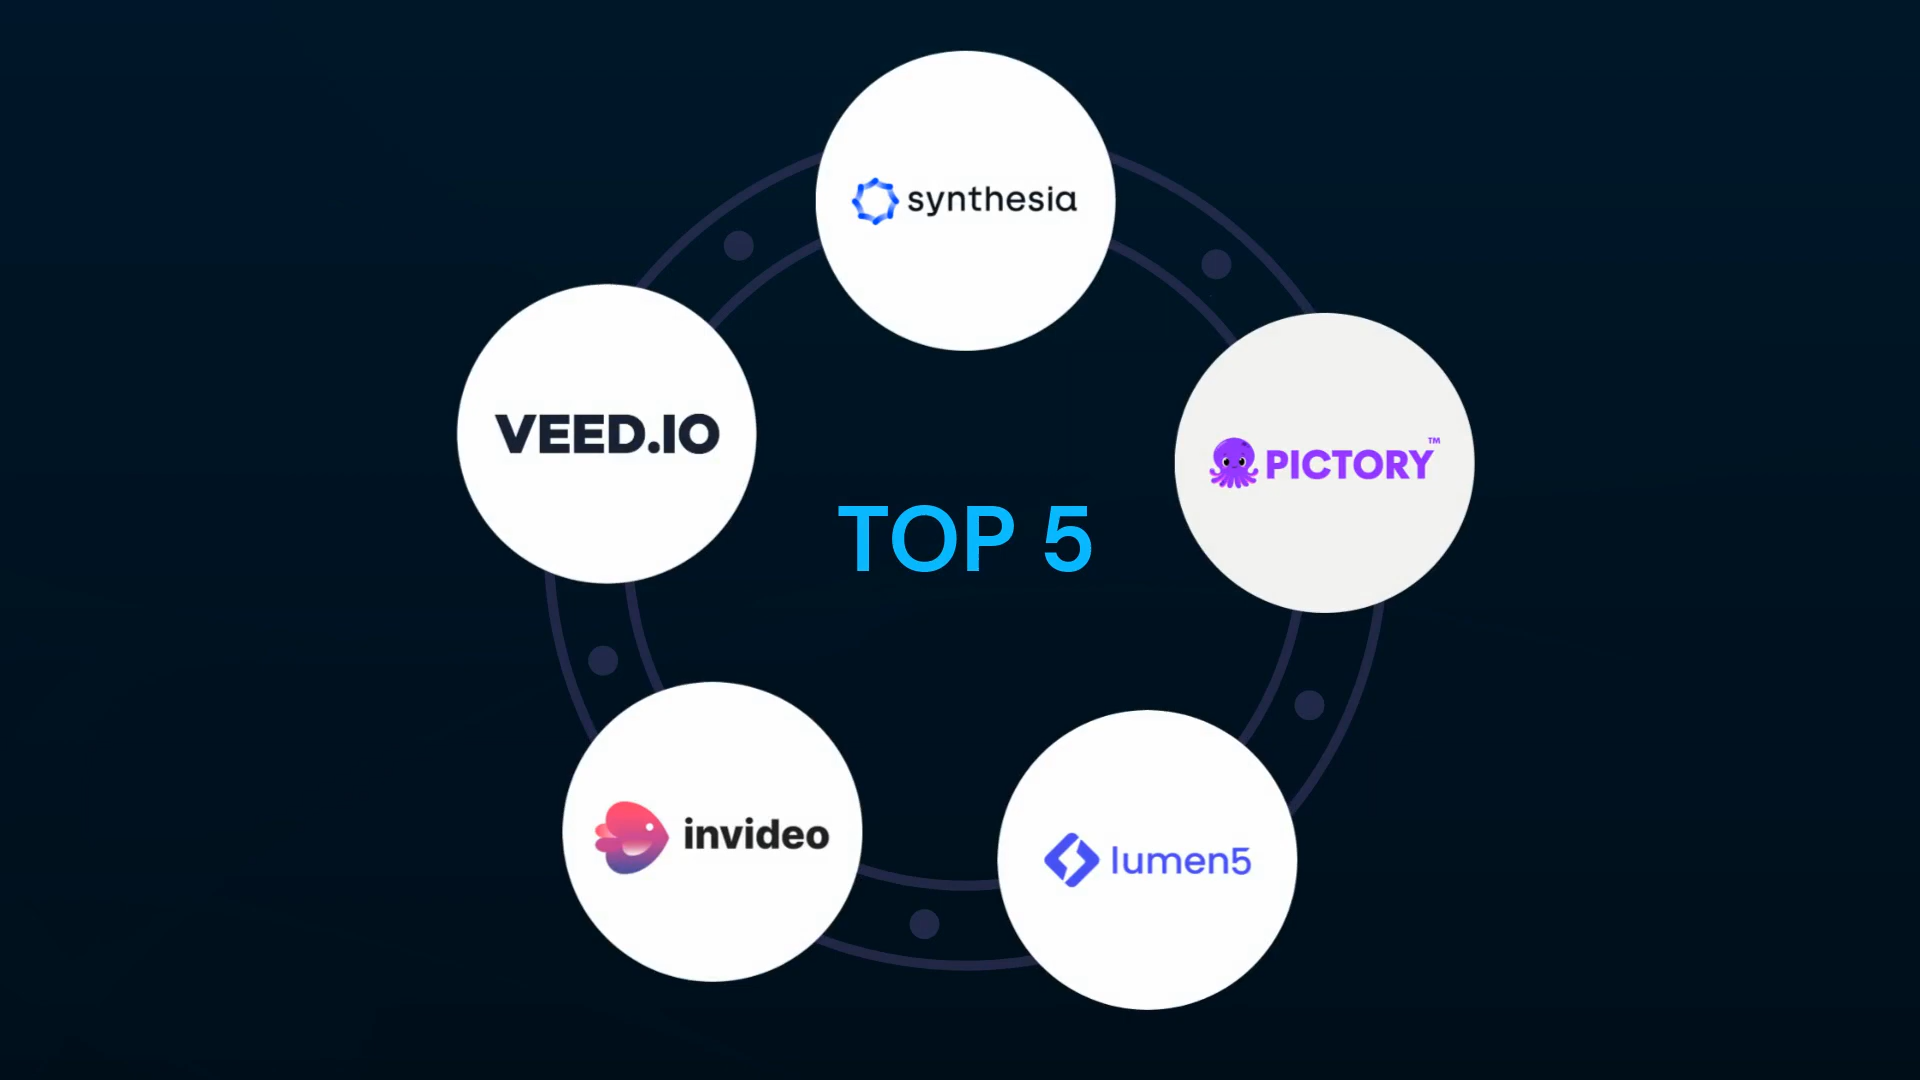 synthesia
VEED.IO
PICTORY™
TOP 5
invideo
lumen5